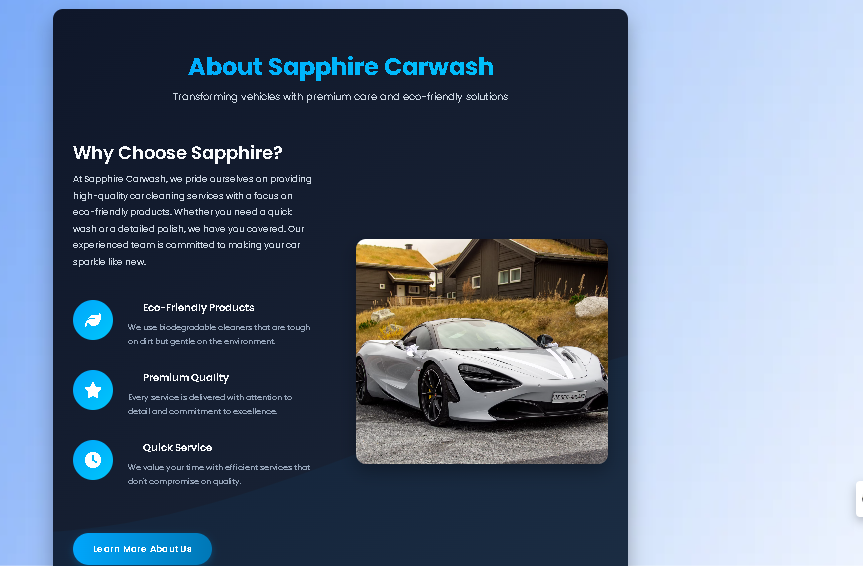 About Sapphire Carwash
Transforming vehicles with premium care and eco-friendly solutions
Why Choose Sapphire?
At Sapphire Carwash, we pride ourselves on providing
high-quality car cleaning services with a focus on
eco-friendly products. Whether you need a quick
wash or a detailed polish, we have you covered. Our
experienced team is committed to making your car
sparkle like new.
Eco-Friendly Products
We use biodegradable cleaners that are tough
on dirt but gentle on the environment.
Premium Quality
Every service is delivered with attention to
detail and commitment to excellence.
Quick Service
We value your time with efficient services that
don't compromise on quality.
Learn More About Us